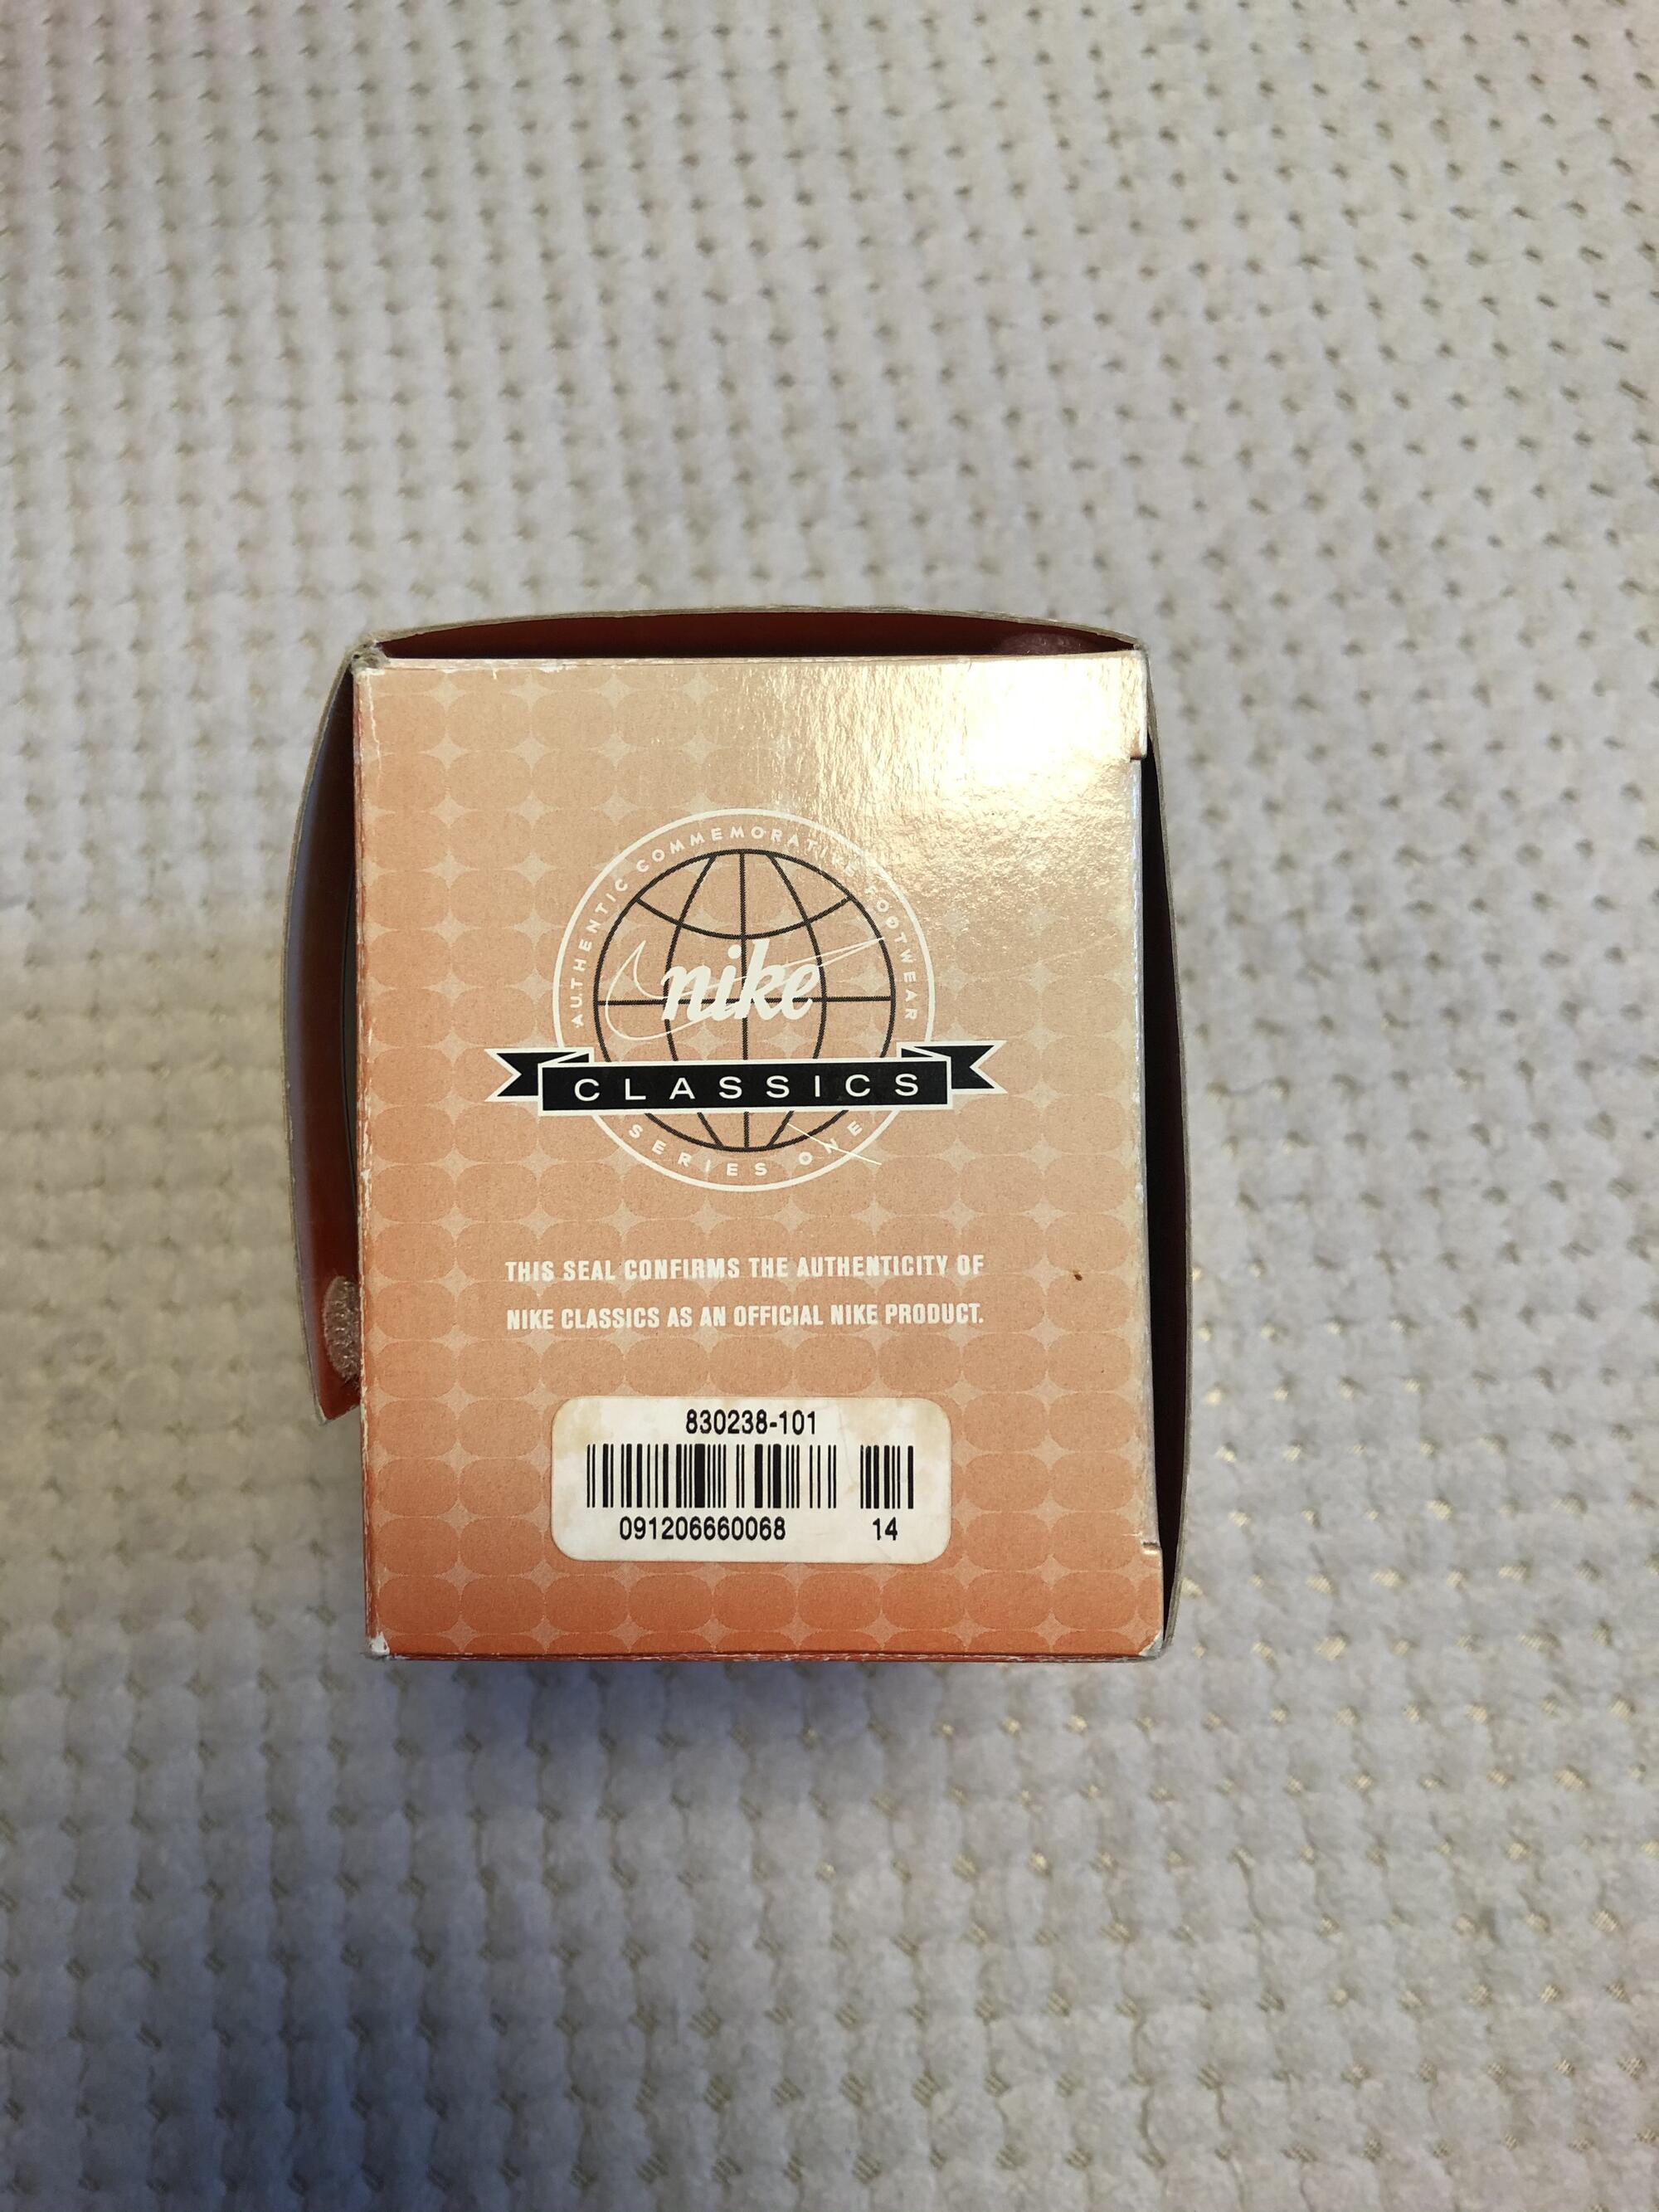 AUTHENTIC COMMEMORATIVE FOOTWEAR
nike
CLASSICS
SERIES ONE
THIS SEAL CONFIRMS THE AUTHENTICITY OF
NIKE CLASSICS AS AN OFFICIAL NIKE PRODUCT.
830238-101
091206660068 14